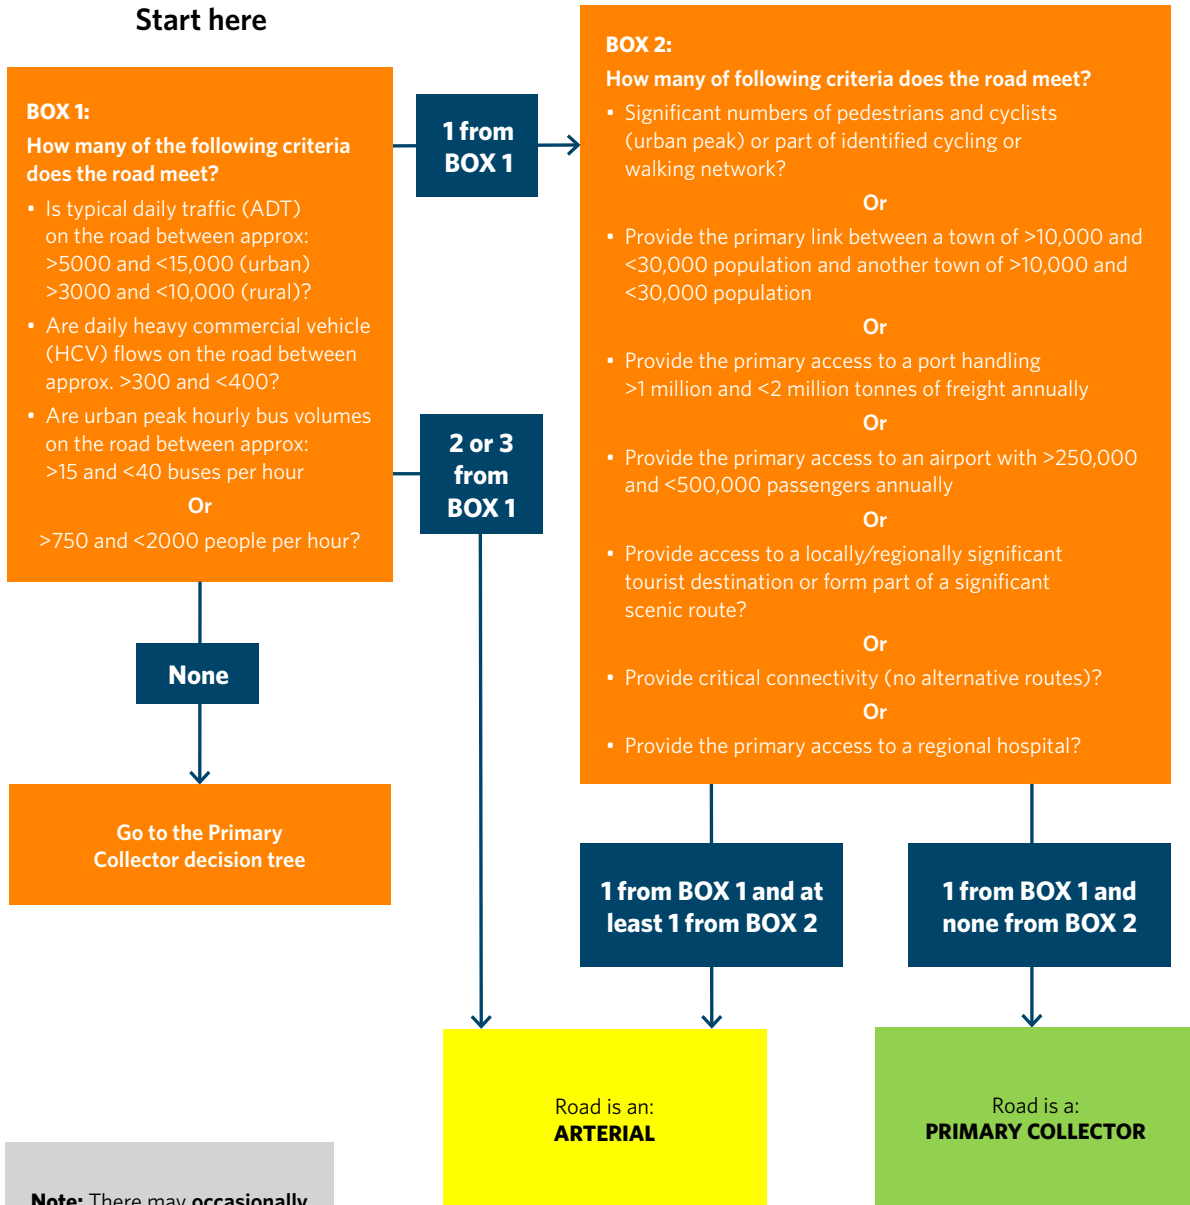 Start here
BOX 1:
How many of the following criteria
does the road meet?
• Is typical daily traffic (ADT)
on the road between approx:
>5000 and <15,000 (urban)
>3000 and <10,000 (rural)?
• Are daily heavy commercial vehicle
(HCV) flows on the road between
approx. >300 and <400?
• Are urban peak hourly bus volumes
on the road between approx:
>15 and <40 buses per hour
Or
>750 and <2000 people per hour?
1 from
BOX 1
2 or 3
from
BOX 1
None
Go to the Primary
Collector decision tree
BOX 2:
How many of following criteria does the road meet?
• Significant numbers of pedestrians and cyclists
(urban peak) or part of identified cycling or
walking network?
Or
• Provide the primary link between a town of >10,000 and
<30,000 population and another town of >10,000 and
<30,000 population
Or
• Provide the primary access to a port handling
>1 million and <2 million tonnes of freight annually
Or
• Provide the primary access to an airport with >250,000
and <500,000 passengers annually
Or
• Provide access to a locally/regionally significant
tourist destination or form part of a significant
scenic route?
Or
• Provide critical connectivity (no alternative routes)?
Or
• Provide the primary access to a regional hospital?
1 from BOX 1 and at
least 1 from BOX 2
1 from BOX 1 and
none from BOX 2
Road is an:
ARTERIAL
Road is a:
PRIMARY COLLECTOR
Note: There may occasionally